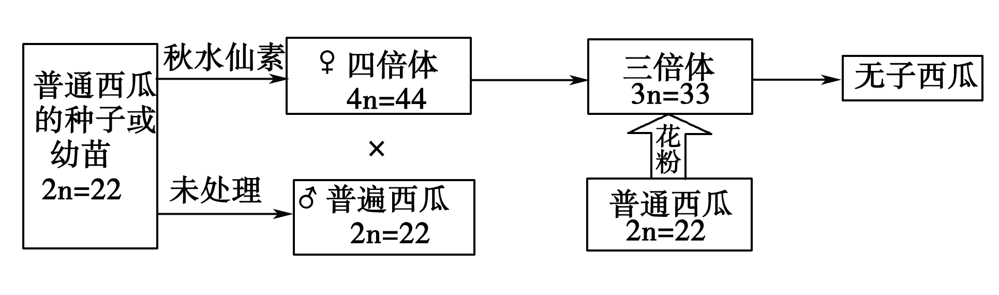 普通西瓜
的种子或
幼苗
2n=22
秋水仙素
未处理
♀ 四倍体
4n=44
×
♂ 普遍西瓜
2n=22
三倍体
3n=33
花
粉
普通西瓜
2n=22
无子西瓜